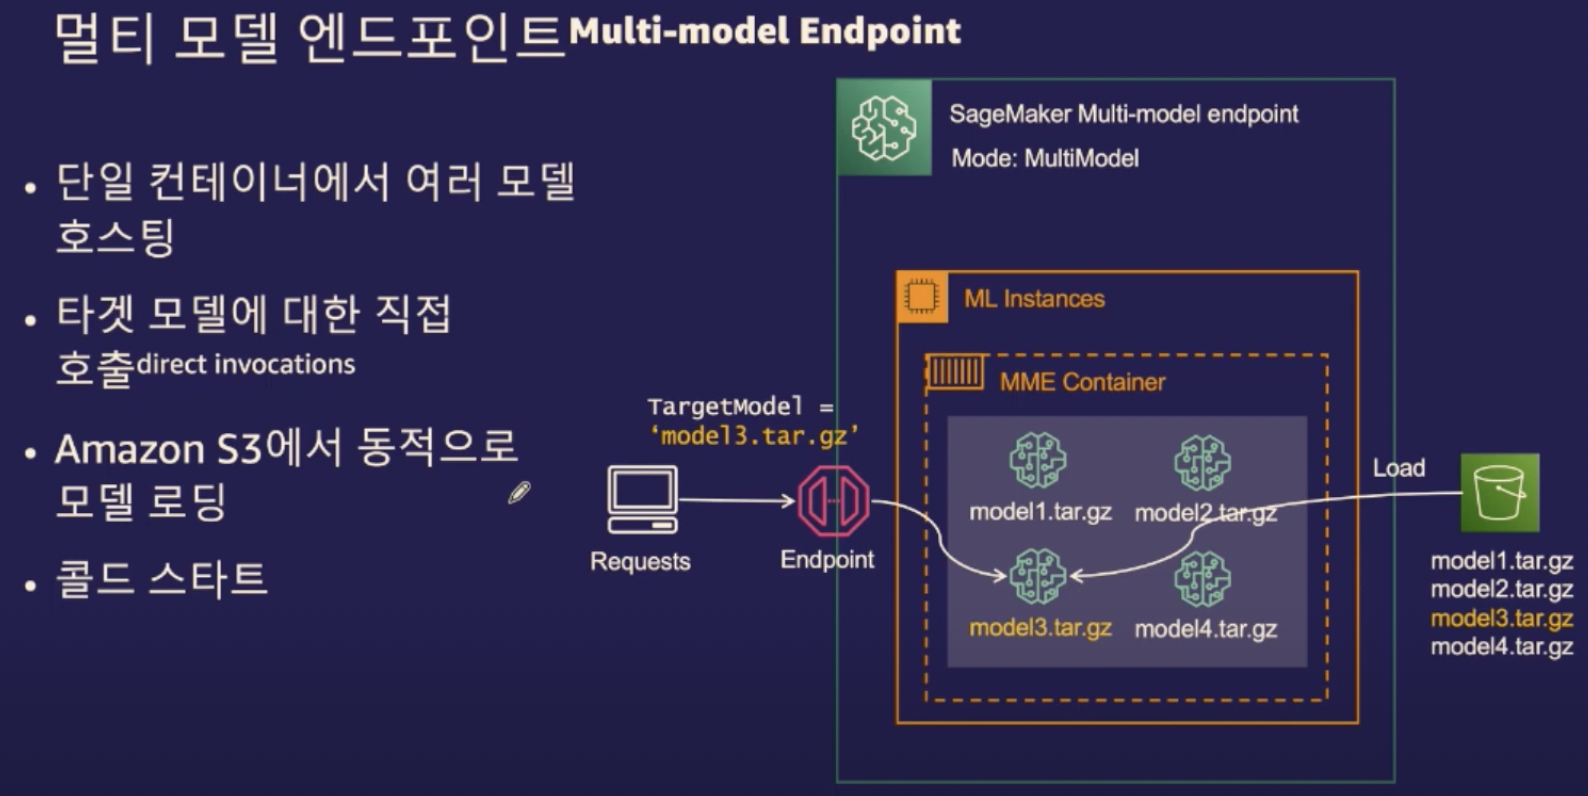 멀티 모델 엔드포인트Multi-model Endpoint
• 단일 컨테이너에서 여러 모델
호스팅
• 타겟 모델에 대한 직접
호출direct invocations
• Amazon S3에서 동적으로
모델 로딩
• 콜드 스타트
SageMaker Multi-model endpoint
Mode: MultiModel
ML Instances
MME Container
TargetModel =
‘model3.tar.gz’
Requests
Endpoint
model1.tar.gz model2.tar.gz
model3.tar.gz model4.tar.gz
Load
model1.tar.gz
model2.tar.gz
model3.tar.gz
model4.tar.gz